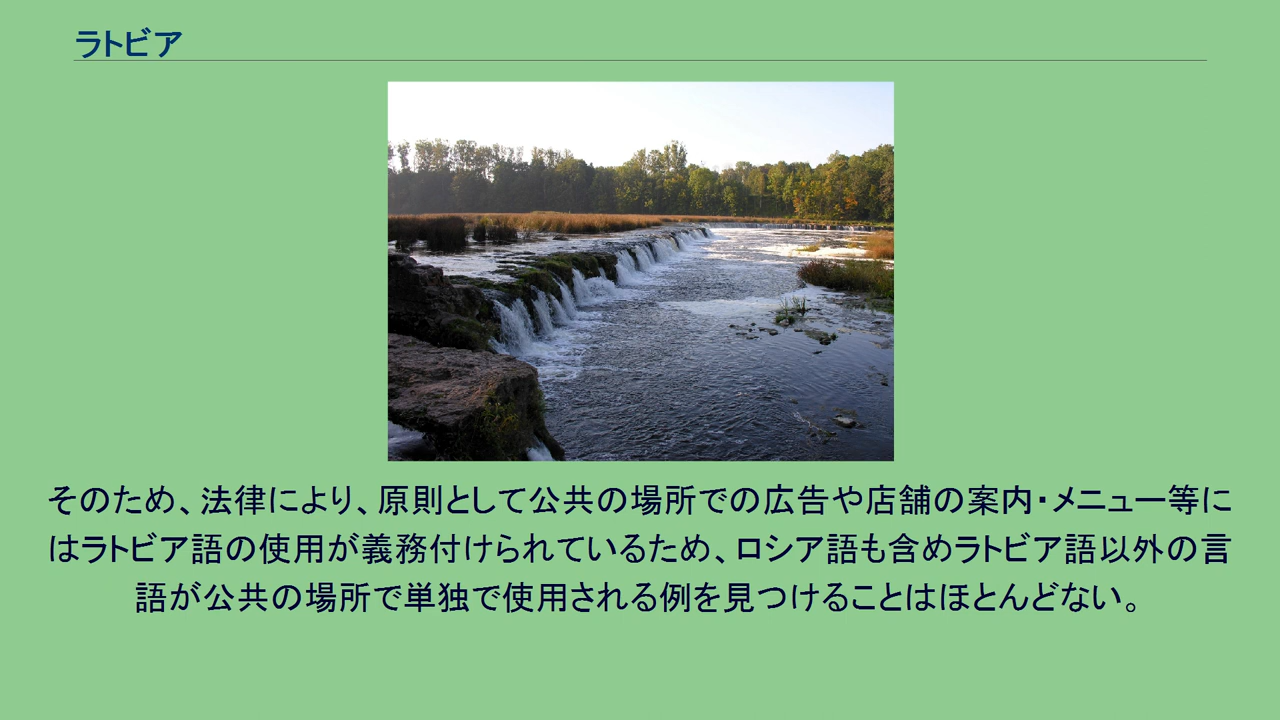 ラトビア
そのため、法律により、原則として公共の場所での広告や店舗の案内・メニュー等に
はラトビア語の使用が義務付けられているため、ロシア語も含めラトビア語以外の言
語が公共の場所で単独で使用される例を見つけることはほとんどない。